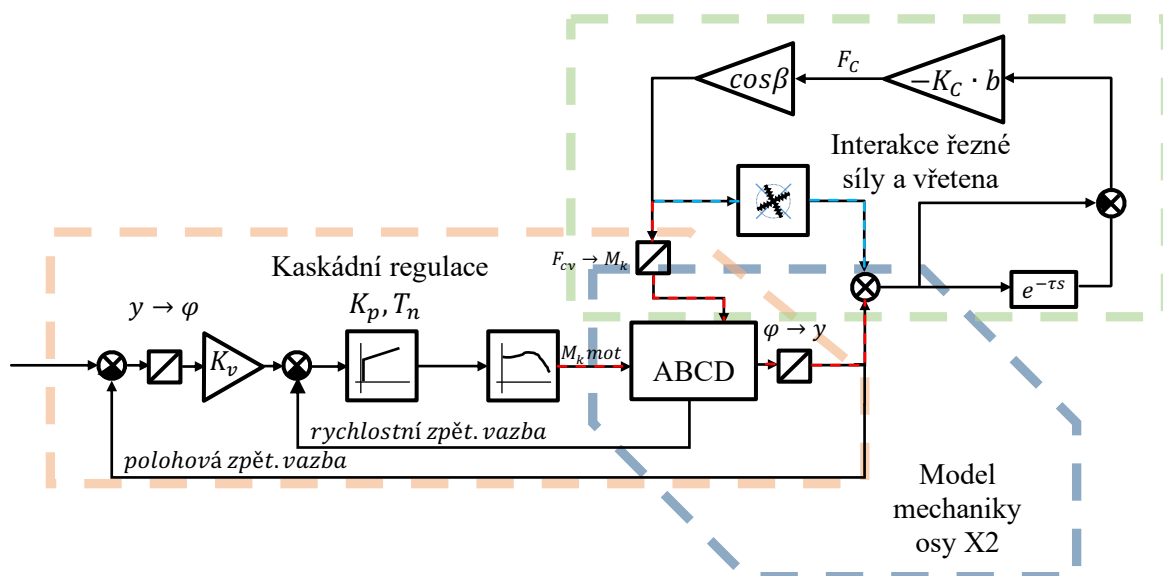 cosβ
F_C
−K_C · b
Interakce řezné
síly a vřetena
F_cv → M_k
e^−τs
Kaskádní regulace
y → φ
K_p, T_n
K_v
M_k mot
ABCD
φ → y
rychlostní zpět. vazba
polohová zpět. vazba
Model
mechaniky
osy X2